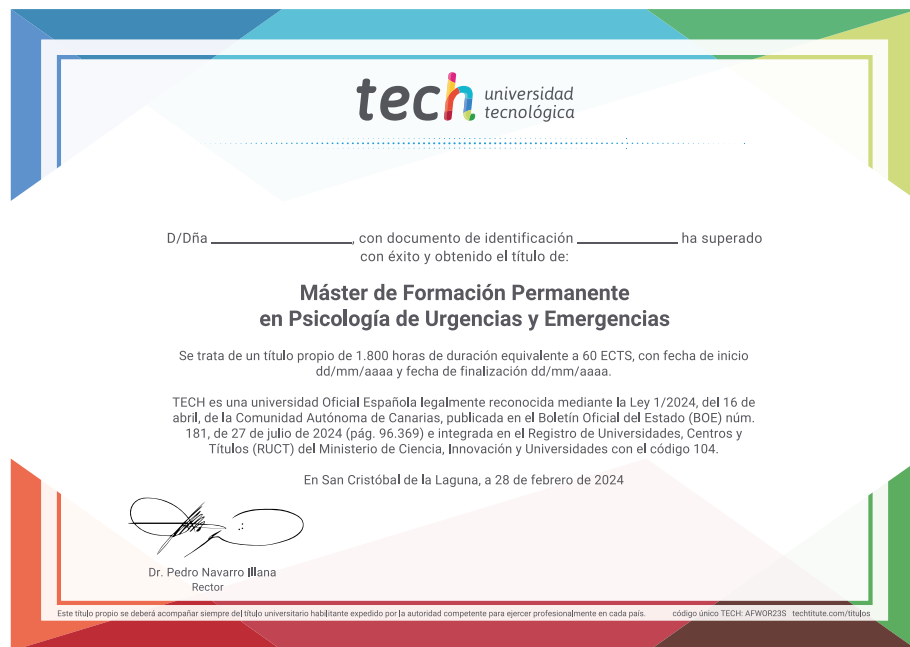 tech universidad
tecnológica
D/Dña ______________, con documento de identificación __________ ha superado
con éxito y obtenido el título de:
Máster de Formación Permanente
en Psicología de Urgencias y Emergencias
Se trata de un título propio de 1.800 horas de duración equivalente a 60 ECTS, con fecha de inicio
dd/mm/aaaa y fecha de finalización dd/mm/aaaa.
TECH es una universidad Oficial Española legalmente reconocida mediante la Ley 1/2024, del 16 de
abril, de la Comunidad Autónoma de Canarias, publicada en el Boletín Oficial del Estado (BOE) núm.
181, de 27 de julio de 2024 (pág. 96.369) e integrada en el Registro de Universidades, Centros y
Títulos (RUCT) del Ministerio de Ciencia, Innovación y Universidades con el código 104.
En San Cristóbal de la Laguna, a 28 de febrero de 2024
Dr. Pedro Navarro Illana
Rector
Este título propio se deberá acompañar siempre del título universitario habilitante expedido por la autoridad competente para ejercer profesionalmente en cada país. código único TECH: AFWOR23S techtitute.com/titulos